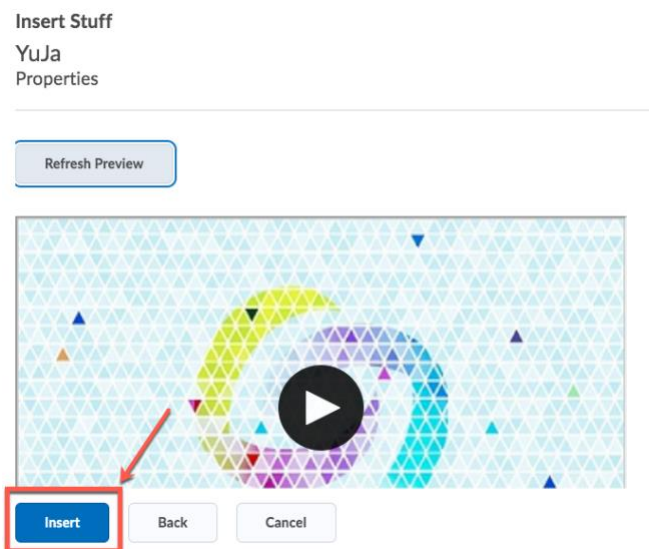 Insert Stuff
YuJa
Properties
Refresh Preview
Insert Back Cancel